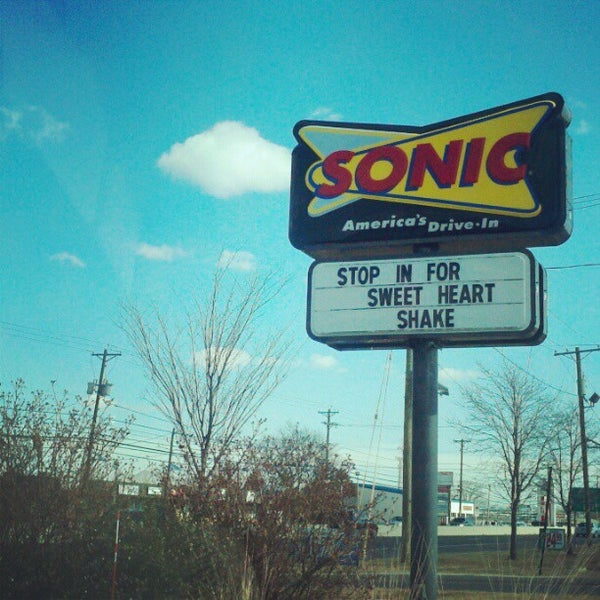 SONIC
America's Drive-In
STOP IN FOR
SWEET HEART
SHAKE